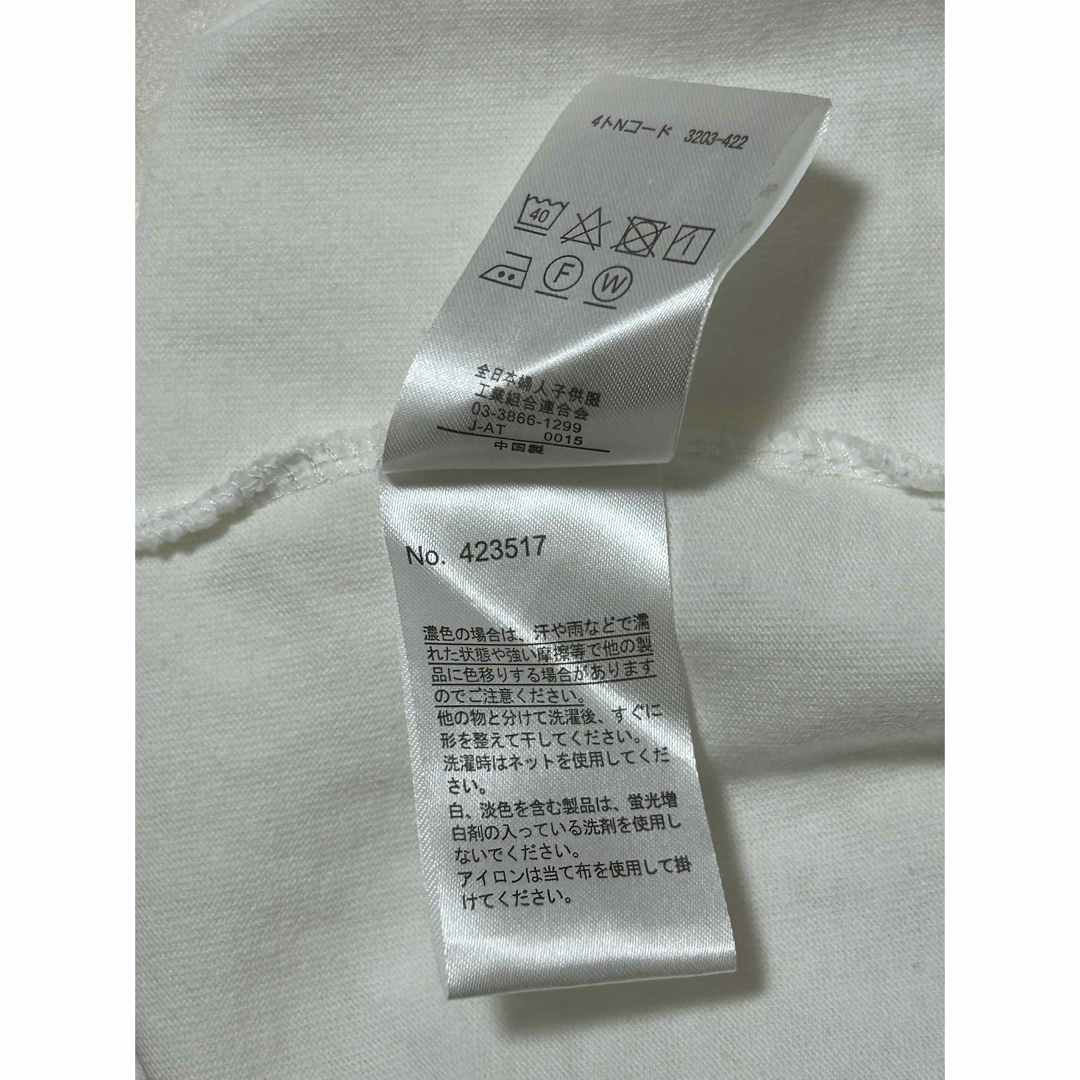 4トNコード 3203-422
40
F W
全日本婦人子供服
工業組合連合会
03-3866-1299
J-AT 0015
中国製
No. 423517
濃色の場合は、汗や雨などで濡
れた状態や強い摩擦等で他の製
品に色移りする場合があります
のでご注意ください。
他の物と分けて洗濯後、すぐに
形を整えて干してください。
洗濯時はネットを使用してくだ
さい。
白、淡色を含む製品は、蛍光増
白剤の入っている洗剤を使用し
ないでください。
アイロンは当て布を使用して掛
けてください。